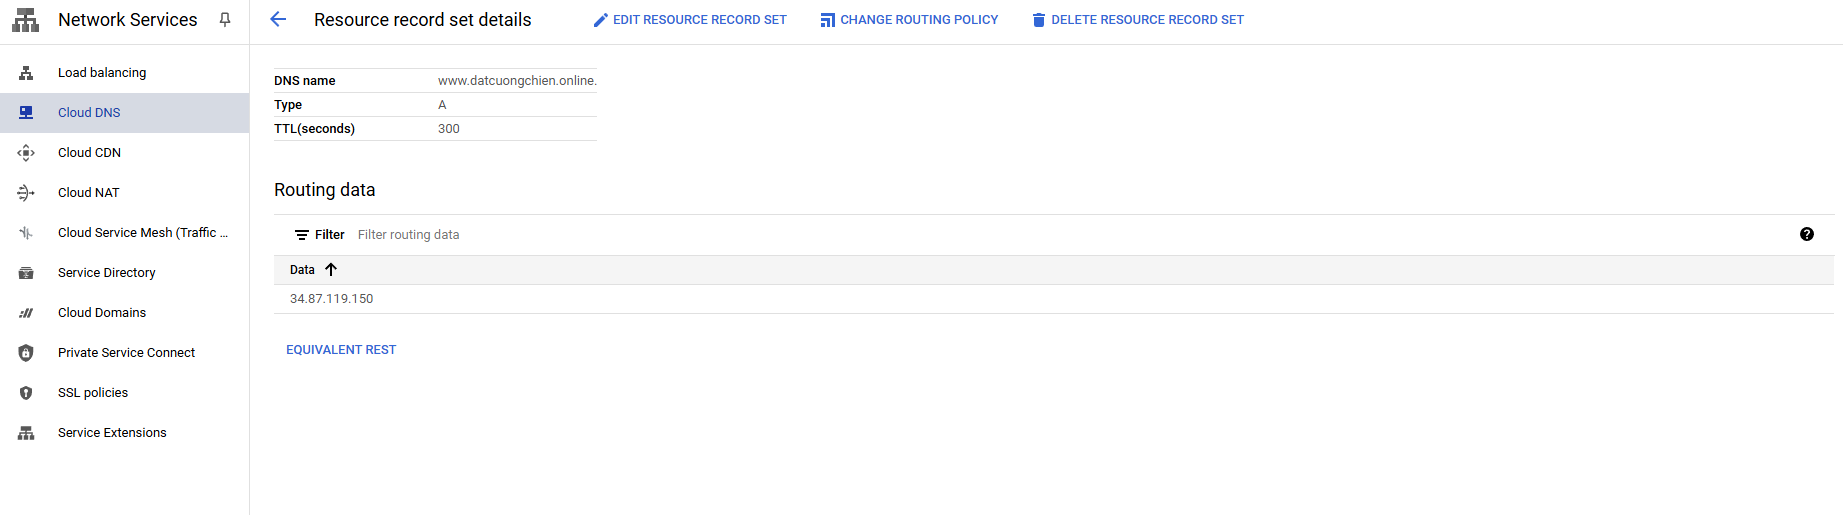 Network Services
Resource record set details
EDIT RESOURCE RECORD SET
CHANGE ROUTING POLICY
DELETE RESOURCE RECORD SET
Load balancing
Cloud DNS
Cloud CDN
Cloud NAT
Cloud Service Mesh (Traffic ...
Service Directory
Cloud Domains
Private Service Connect
SSL policies
Service Extensions
DNS name www.datcuongchien.online.
Type A
TTL(seconds) 300
Routing data
Filter Filter routing data
Data
34.87.119.150
EQUIVALENT REST